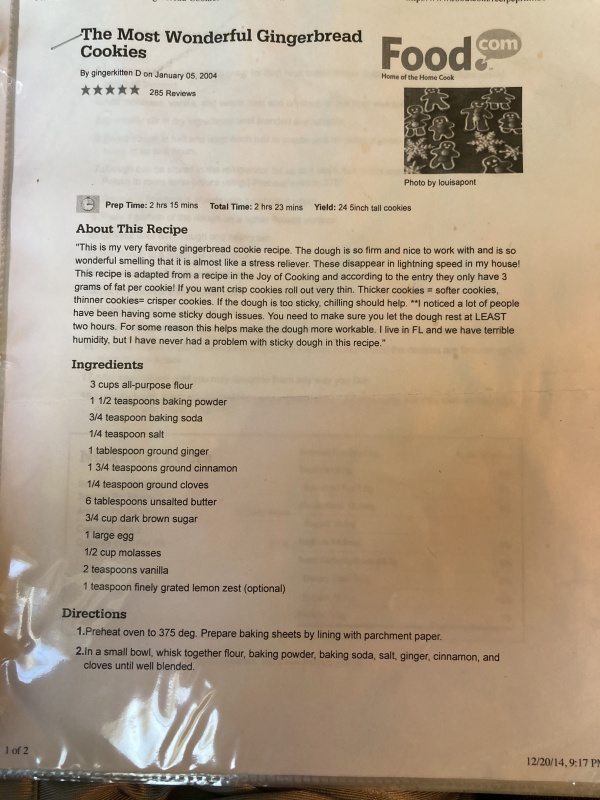 The Most Wonderful Gingerbread
Cookies
By gingerkitten D on January 05, 2004
★★★★★ 285 Reviews
Food.com
Home of the Home Cook
Photo by louisapont
Prep Time: 2 hrs 15 mins Total Time: 2 hrs 23 mins Yield: 24 5inch tall cookies
About This Recipe
"This is my very favorite gingerbread cookie recipe. The dough is so firm and nice to work with and is so
wonderful smelling that it is almost like a stress reliever. These disappear in lightning speed in my house!
This recipe is adapted from a recipe in the Joy of Cooking and according to the entry they only have 3
grams of fat per cookie! If you want crisp cookies roll out very thin. Thicker cookies = softer cookies,
thinner cookies= crisper cookies. If the dough is too sticky, chilling should help. **I noticed a lot of people
have been having some sticky dough issues. You need to make sure you let the dough rest at LEAST
two hours. For some reason this helps make the dough more workable. I live in FL and we have terrible
humidity, but I have never had a problem with sticky dough in this recipe."
Ingredients
3 cups all-purpose flour
1 1/2 teaspoons baking powder
3/4 teaspoon baking soda
1/4 teaspoon salt
1 tablespoon ground ginger
1 3/4 teaspoons ground cinnamon
1/4 teaspoon ground cloves
6 tablespoons unsalted butter
3/4 cup dark brown sugar
1 large egg
1/2 cup molasses
2 teaspoons vanilla
1 teaspoon finely grated lemon zest (optional)
Directions
1.Preheat oven to 375 deg. Prepare baking sheets by lining with parchment paper.
2.In a small bowl, whisk together flour, baking powder, baking soda, salt, ginger, cinnamon, and
cloves until well blended.
1 of 2
12/20/14, 9:17 PM